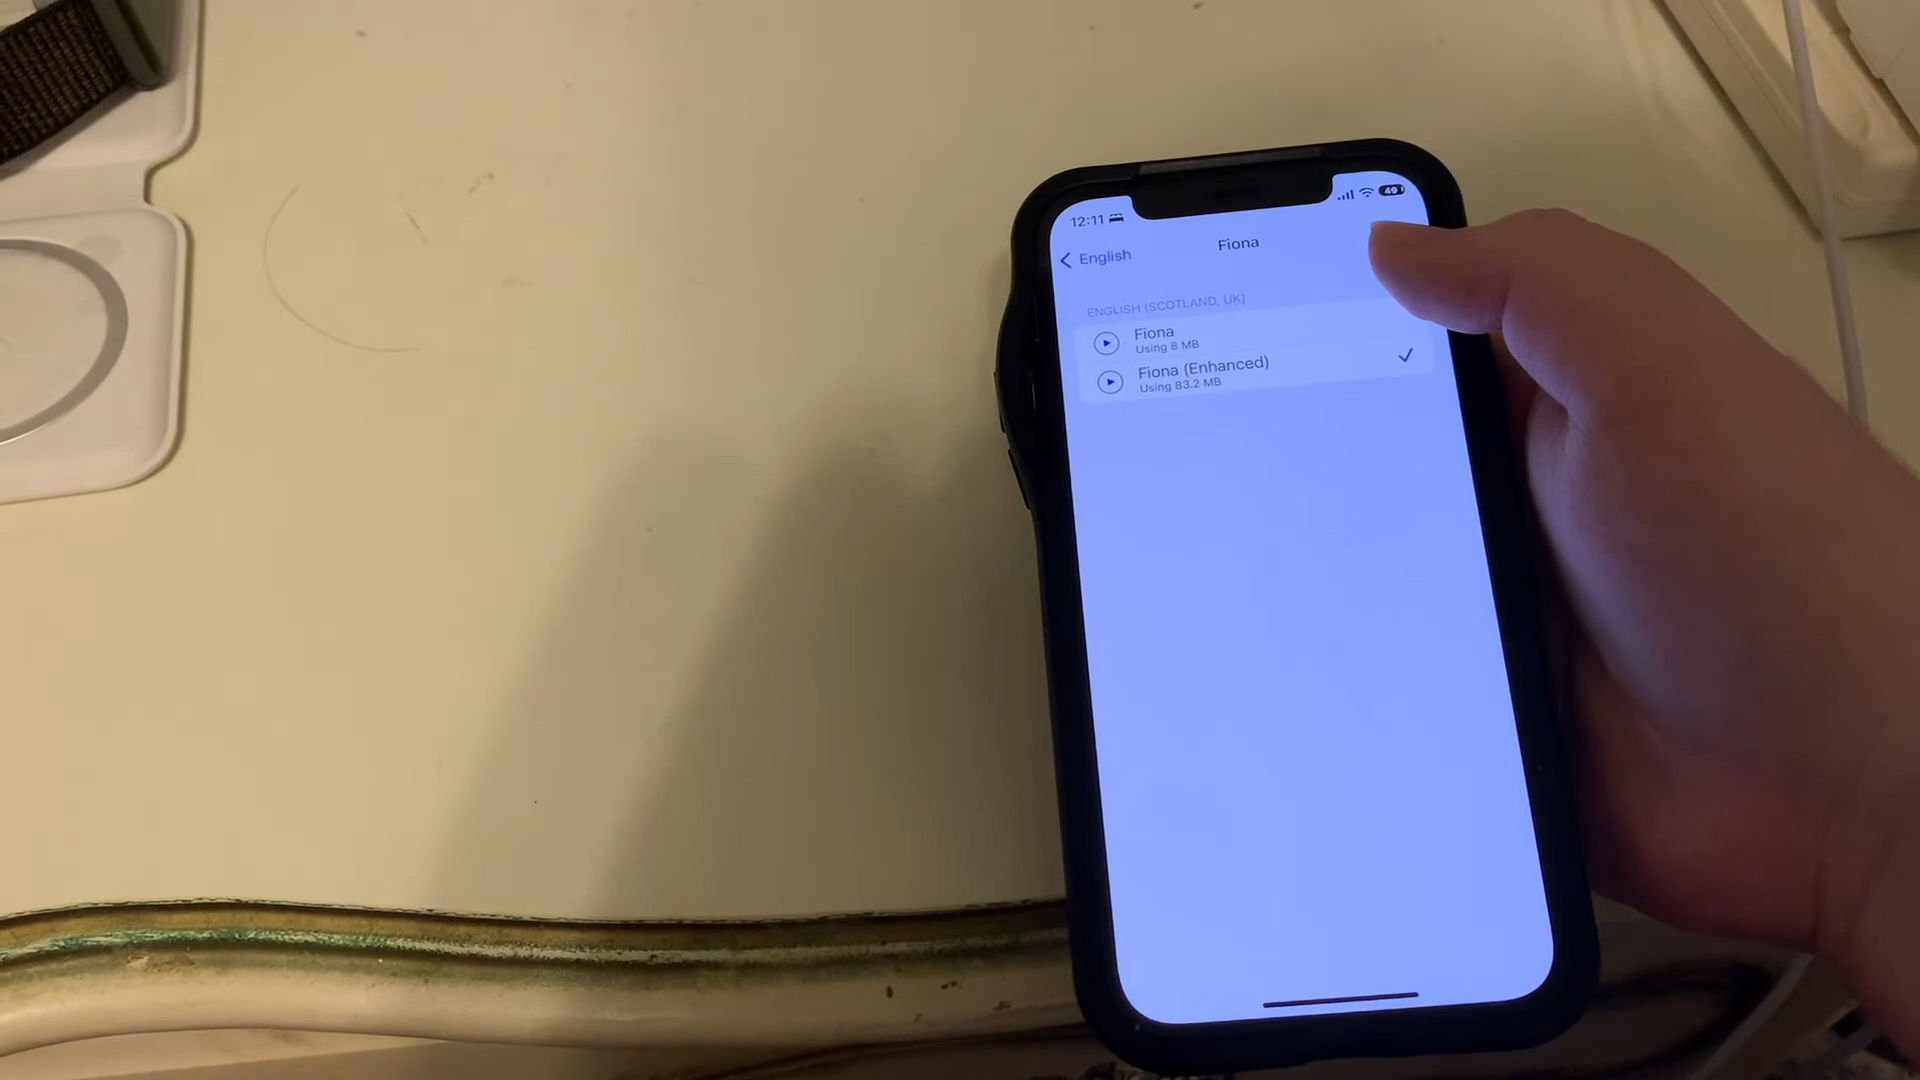 12:11
49
English
Fiona
ENGLISH (SCOTLAND, UK)
Fiona
Using 8 MB
Fiona (Enhanced)
Using 83.2 MB